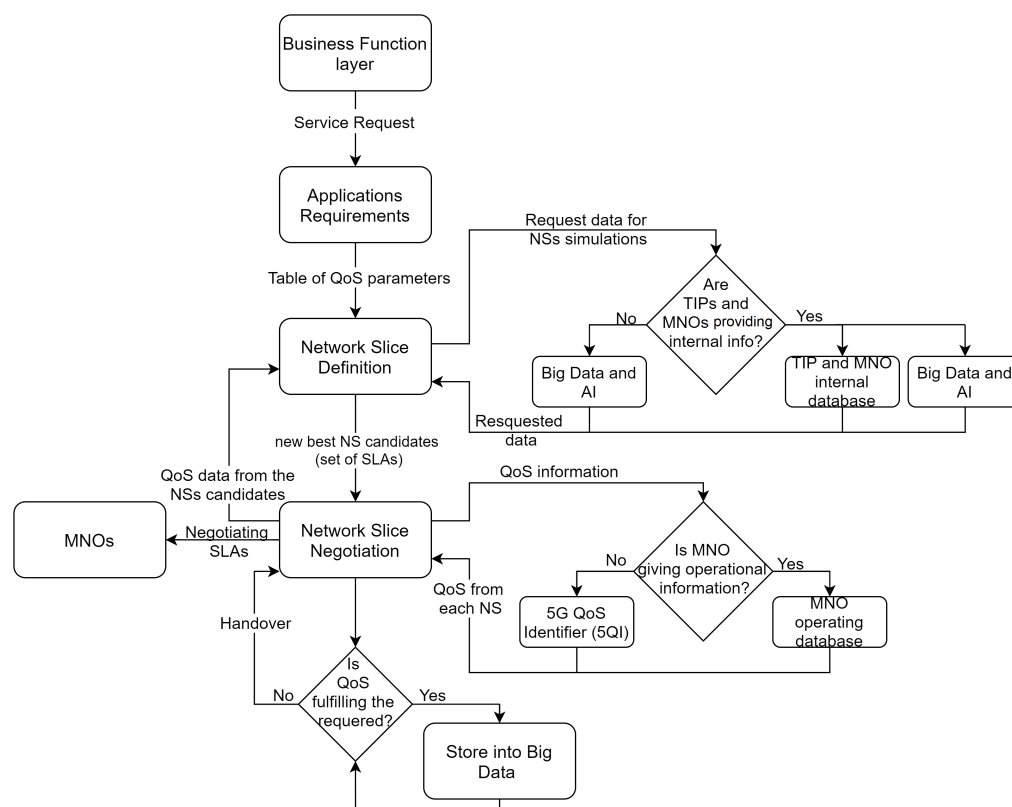 Business Function
layer
Service Request
Applications
Requirements
Table of QoS parameters
Request data for
NSs simulations
Are
TIPs and
MNOs providing
internal info?
No
Yes
Network Slice
Definition
Big Data and
AI
TIP and MNO
internal
database
Big Data and
AI
Resquested
data
new best NS candidates
(set of SLAs)
QoS data from the
NSs candidates
QoS information
MNOs
Negotiating
SLAs
Network Slice
Negotiation
Is MNO
giving operational
information?
No
Yes
QoS from
each NS
5G QoS
Identifier (5QI)
MNO
operating
database
Handover
Is
QoS
fulfilling the
requered?
No
Yes
Store into Big
Data